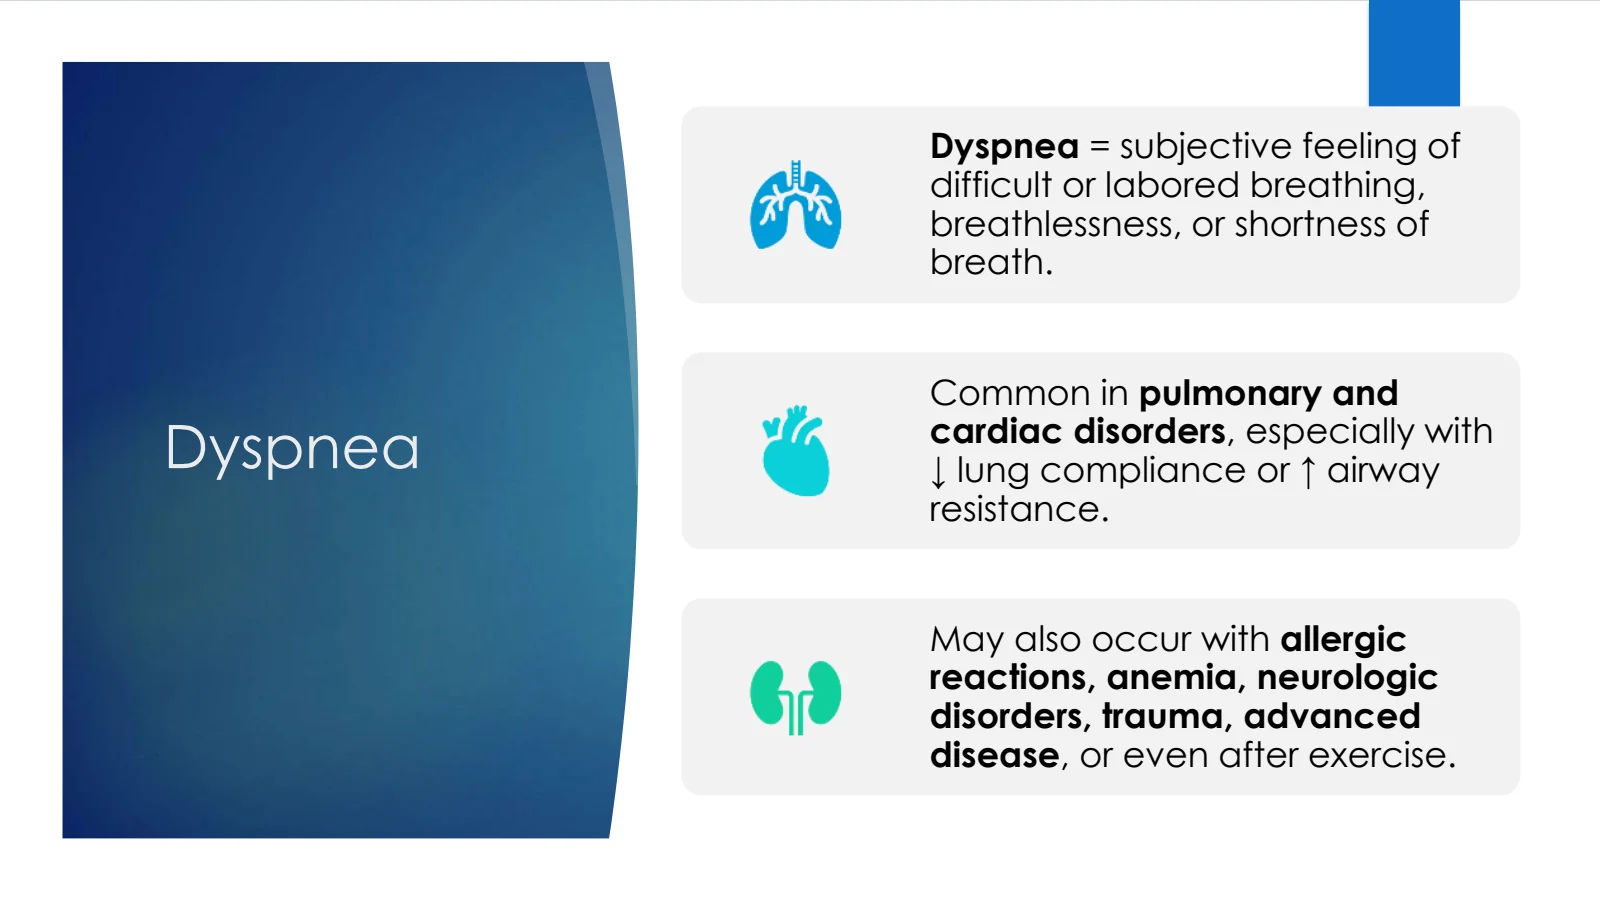 Dyspnea
Dyspnea = subjective feeling of
difficult or labored breathing,
breathlessness, or shortness of
breath.
Common in pulmonary and
cardiac disorders, especially with
↓ lung compliance or ↑ airway
resistance.
May also occur with allergic
reactions, anemia, neurologic
disorders, trauma, advanced
disease, or even after exercise.